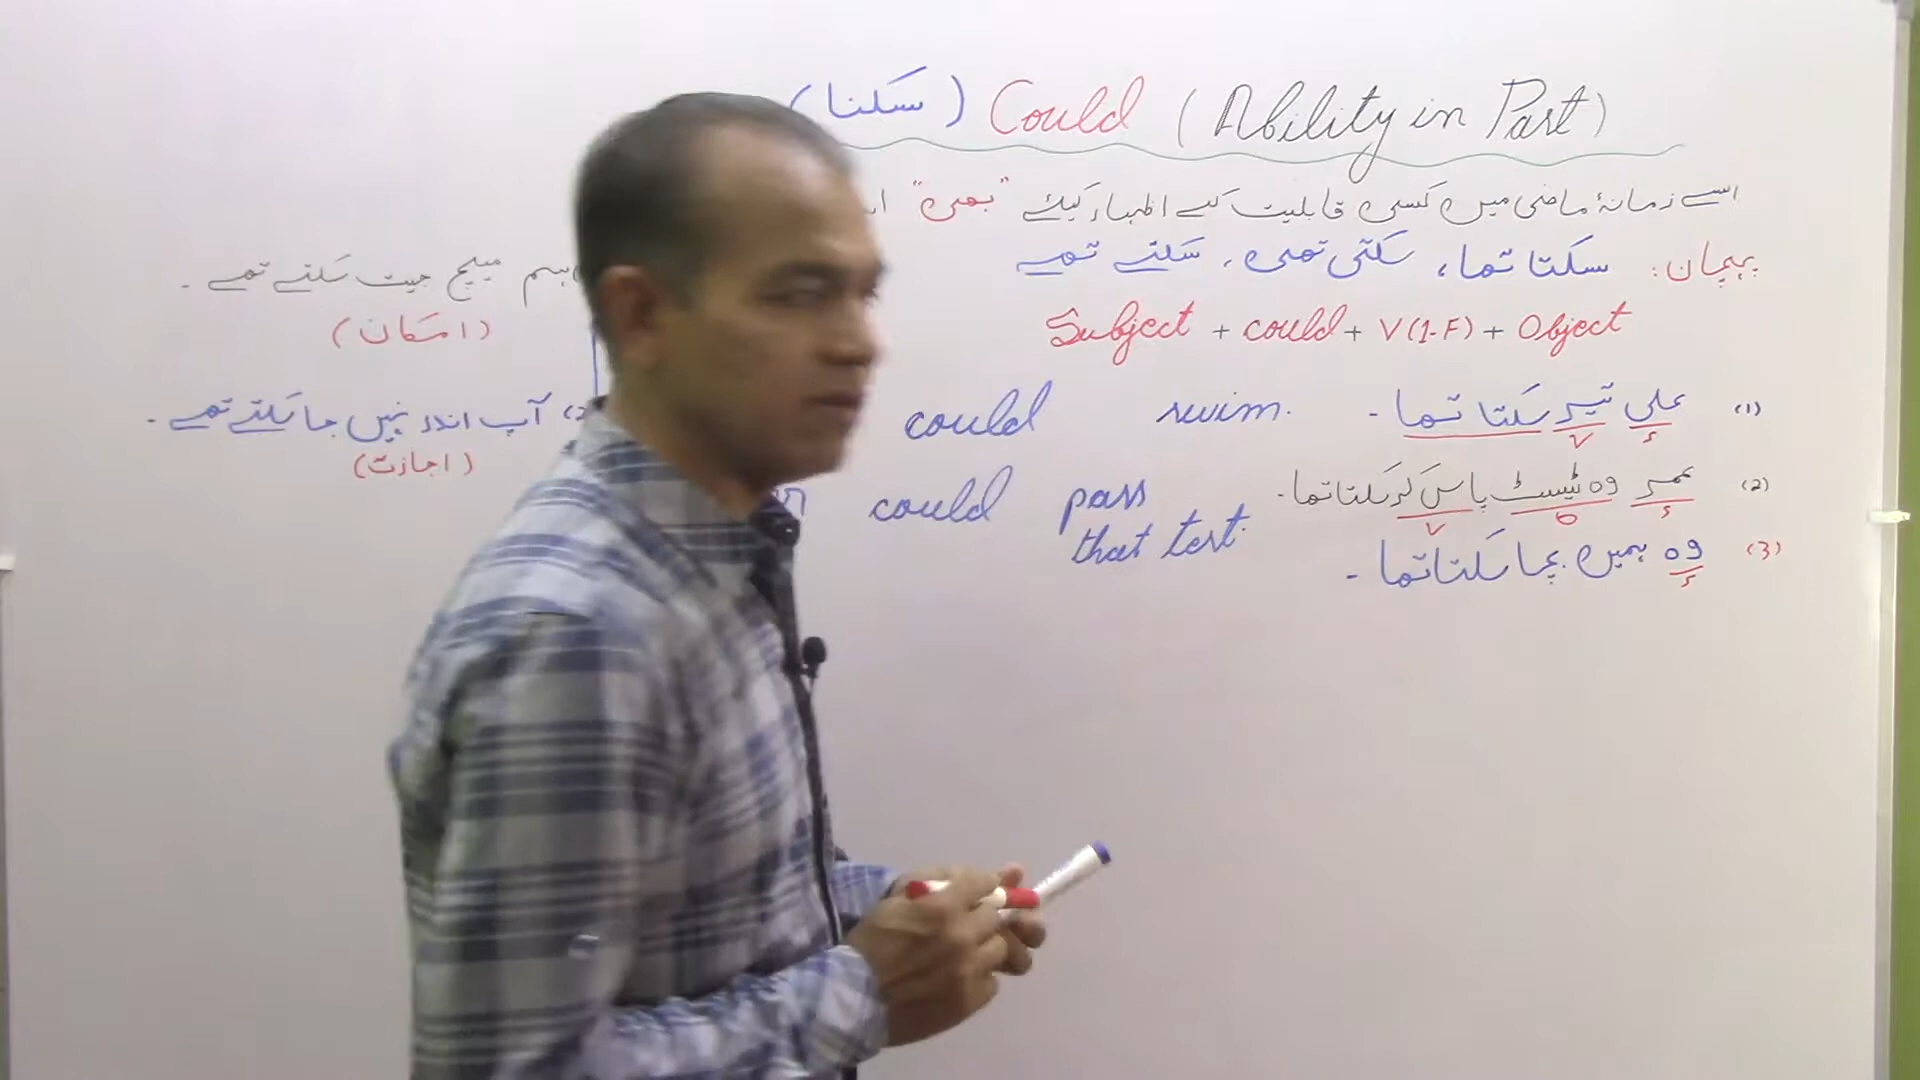 (سکنا) Could (Ability in Past)
اسے زمانۂ ماضی میں کسی قابلیت کے اظہار کیلئے "بھی"
پہچان: سکتا تھا، سکتی تھی، سکتے تھے
Subject + could + V(1-F) + Object
(1) علی تیر سکتا تھا۔
S V
could swim.
(2) عمر وہ ٹیسٹ پاس کر سکتا تھا۔
S O V
could pass
that test.
(3) وہ ہمیں بچا سکتا تھا۔
S
ہم میچ جیت سکتے تھے۔
(امکان)
(2) آپ اندر نہیں جا سکتے تھے۔
(اجازت)